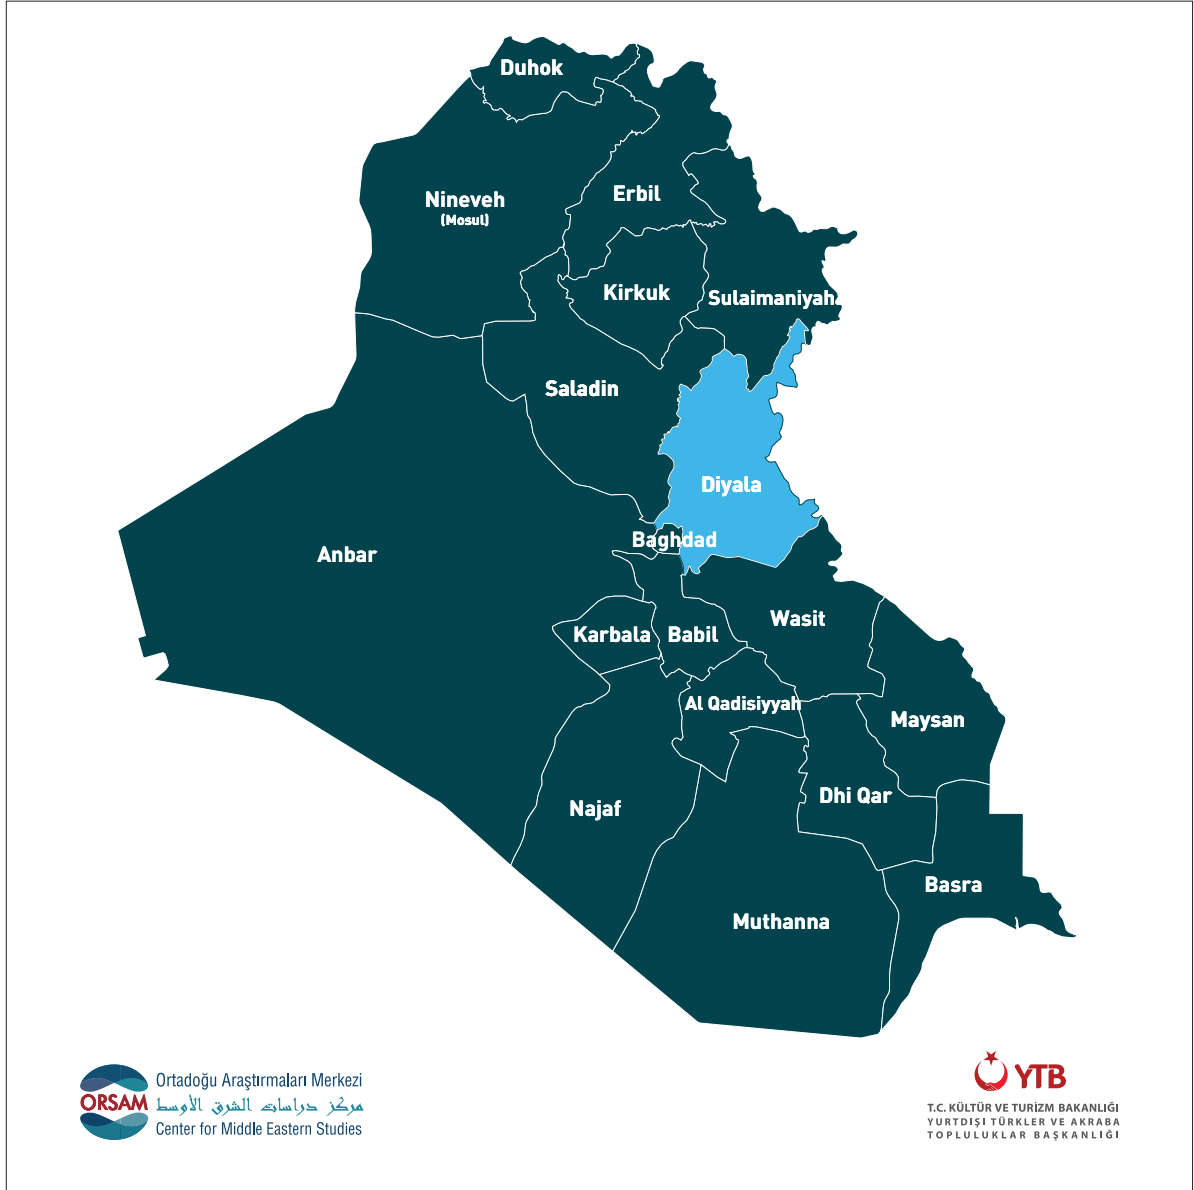 Duhok
Nineveh
(Mosul)
Erbil
Kirkuk
Sulaimaniyah
Saladin
Diyala
Baghdad
Anbar
Wasit
Karbala
Babil
Al Qadisiyyah
Maysan
Dhi Qar
Najaf
Basra
Muthanna
ORSAM
Ortadoğu Araştırmaları Merkezi
مركز دراسات الشرق الأوسط
Center for Middle Eastern Studies
YTB
T.C. KÜLTÜR VE TURİZM BAKANLIĞI
YURTDIŞI TÜRKLER VE AKRABA
TOPLULUKLAR BAŞKANLIĞI